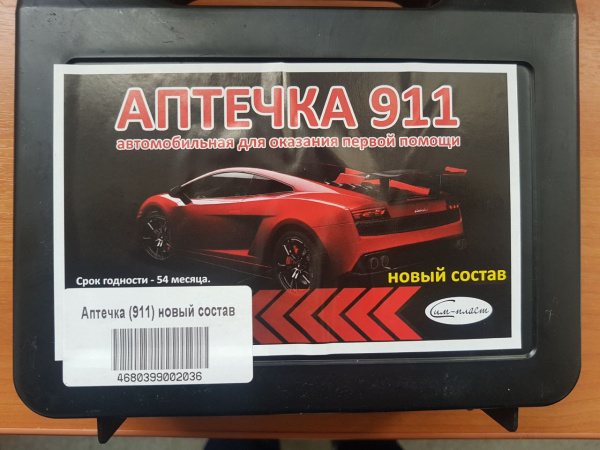 АПТЕЧКА 911
автомобильная для оказания первой помощи
Срок годности - 54 месяца.
новый состав
Сим-пласт
Аптечка (911) новый состав
4680399002036